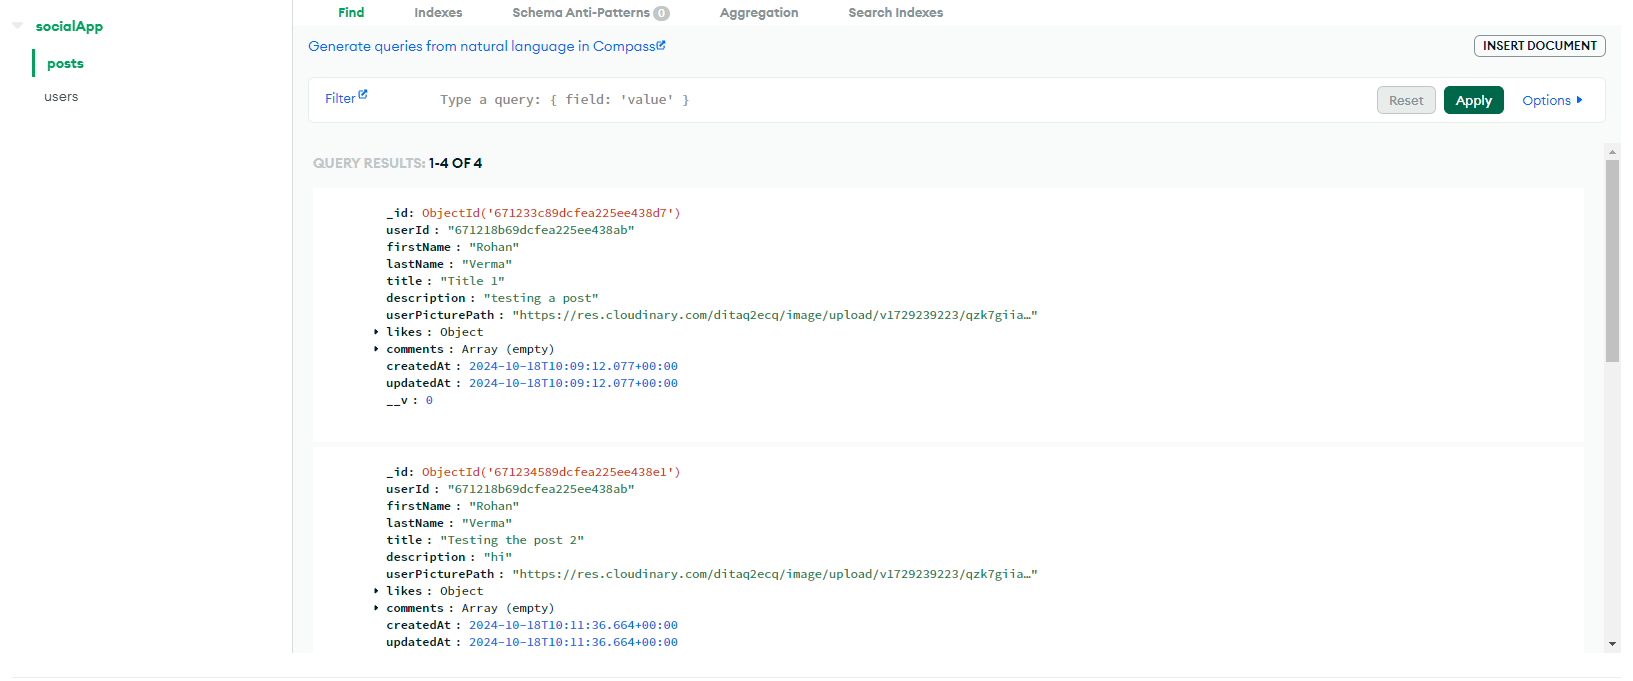 socialApp
posts
users
Find Indexes Schema Anti-Patterns 0 Aggregation Search Indexes
Generate queries from natural language in Compass
INSERT DOCUMENT
Filter Type a query: { field: 'value' } Reset Apply Options
QUERY RESULTS: 1-4 OF 4
_id: ObjectId('671233c89dcfea225ee438d7')
userId : "671218b69dcfea225ee438ab"
firstName : "Rohan"
lastName : "Verma"
title : "Title 1"
description : "testing a post"
userPicturePath : "https://res.cloudinary.com/ditaq2ecq/image/upload/v1729239223/qzk7giia…"
likes : Object
comments : Array (empty)
createdAt : 2024-10-18T10:09:12.077+00:00
updatedAt : 2024-10-18T10:09:12.077+00:00
__v : 0
_id: ObjectId('671234589dcfea225ee438e1')
userId : "671218b69dcfea225ee438ab"
firstName : "Rohan"
lastName : "Verma"
title : "Testing the post 2"
description : "hi"
userPicturePath : "https://res.cloudinary.com/ditaq2ecq/image/upload/v1729239223/qzk7giia…"
likes : Object
comments : Array (empty)
createdAt : 2024-10-18T10:11:36.664+00:00
updatedAt : 2024-10-18T10:11:36.664+00:00